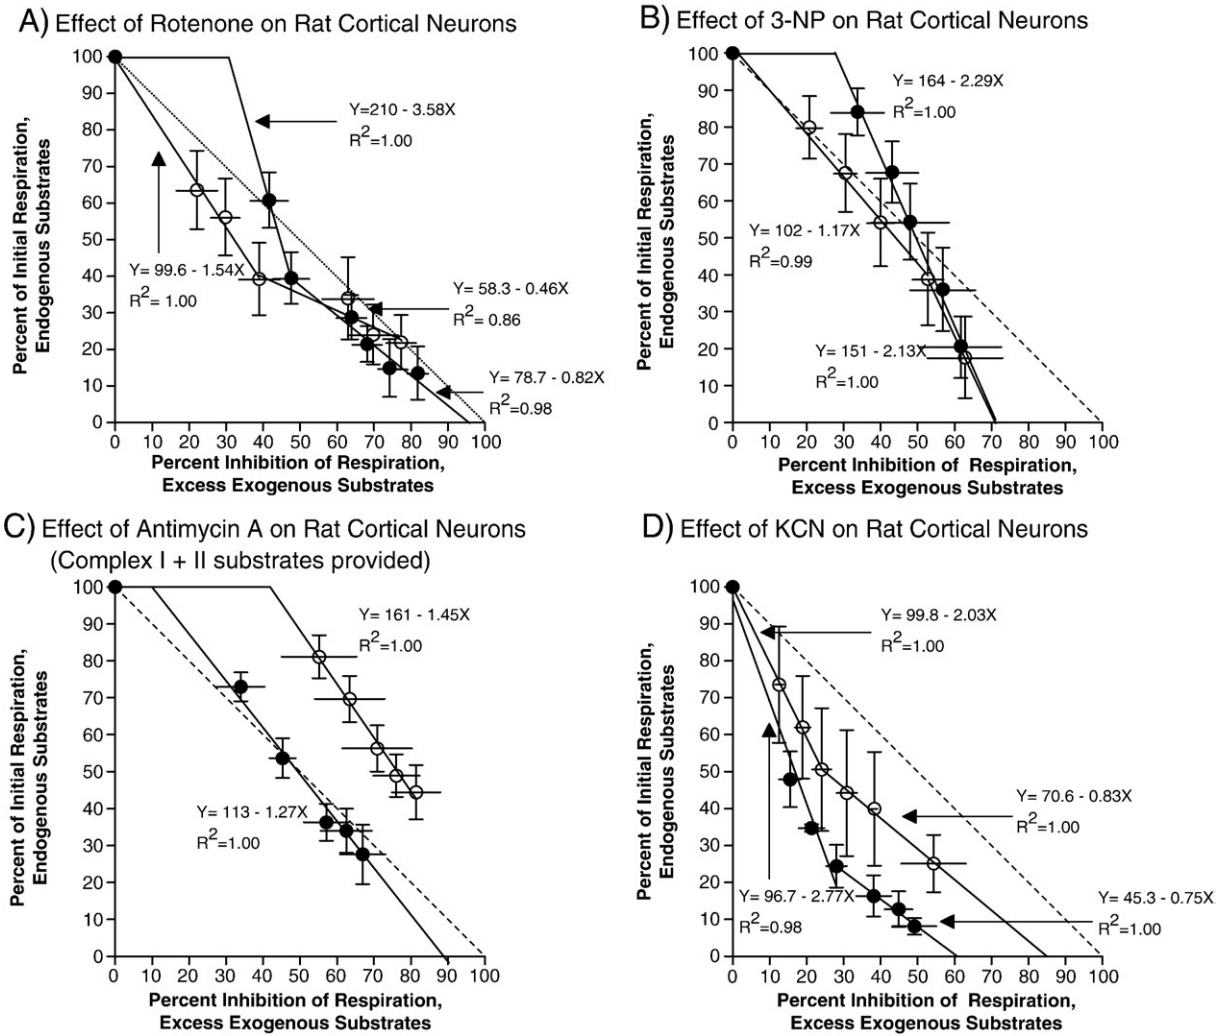 A) Effect of Rotenone on Rat Cortical Neurons
Percent of Initial Respiration,
Endogenous Substrates
100
90
80
70
60
50
40
30
20
10
0
Y=210 - 3.58X
R2=1.00
Y= 99.6 - 1.54X
R2= 1.00
Y= 58.3 - 0.46X
R2= 0.86
Y= 78.7 - 0.82X
R2=0.98
0 10 20 30 40 50 60 70 80 90 100
Percent Inhibition of Respiration,
Excess Exogenous Substrates
B) Effect of 3-NP on Rat Cortical Neurons
Percent of Initial Respiration,
Endogenous Substrates
100
90
80
70
60
50
40
30
20
10
0
Y= 164 - 2.29X
R2=1.00
Y= 102 - 1.17X
R2=0.99
Y= 151 - 2.13X
R2=1.00
0 10 20 30 40 50 60 70 80 90 100
Percent Inhibition of Respiration,
Excess Exogenous Substrates
C) Effect of Antimycin A on Rat Cortical Neurons
(Complex I + II substrates provided)
Percent of Initial Respiration,
Endogenous Substrates
100
90
80
70
60
50
40
30
20
10
0
Y= 161 - 1.45X
R2=1.00
Y= 113 - 1.27X
R2=1.00
0 10 20 30 40 50 60 70 80 90 100
Percent Inhibition of Respiration,
Excess Exogenous Substrates
D) Effect of KCN on Rat Cortical Neurons
Percent of Initial Respiration,
Endogenous Substrates
100
90
80
70
60
50
40
30
20
10
0
Y= 99.8 - 2.03X
R2=1.00
Y= 70.6 - 0.83X
R2=1.00
Y= 96.7 - 2.77X
R2=0.98
Y= 45.3 - 0.75X
R2=1.00
0 10 20 30 40 50 60 70 80 90 100
Percent Inhibition of Respiration,
Excess Exogenous Substrates